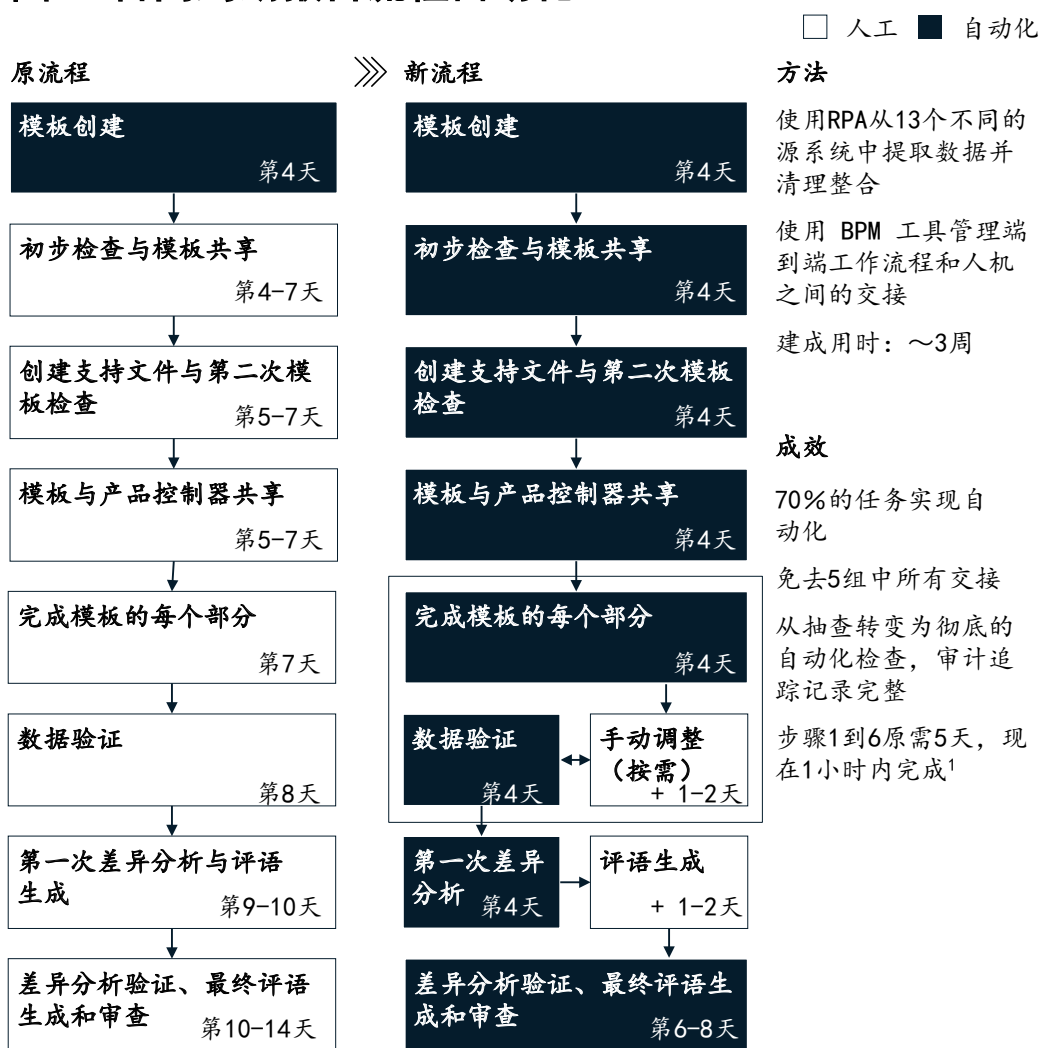 人工 自动化
原流程
新流程
方法
模板创建
第4天
初步检查与模板共享
第4-7天
创建支持文件与第二次模
板检查
第5-7天
模板与产品控制器共享
第5-7天
完成模板的每个部分
第7天
数据验证
第8天
第一次差异分析与评语
生成
第9-10天
差异分析验证、最终评语
生成和审查
第10-14天
模板创建
第4天
初步检查与模板共享
第4天
创建支持文件与第二次模板
检查
第4天
模板与产品控制器共享
第4天
完成模板的每个部分
第4天
数据验证
第4天
手动调整
（按需）
+ 1-2天
第一次差异
分析
第4天
评语生成
+ 1-2天
差异分析验证、最终评语生
成和审查
第6-8天
使用RPA从13个不同的
源系统中提取数据并
清理整合
使用 BPM 工具管理端
到端工作流程和人机
之间的交接
建成用时：～3周
成效
70%的任务实现自
动化
免去5组中所有交接
从抽查转变为彻底的
自动化检查，审计追
踪记录完整
步骤1到6原需5天，现
在1小时内完成¹